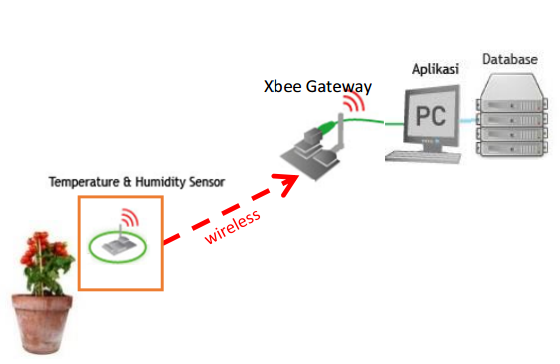 Database
Aplikasi
Xbee Gateway
PC
Temperature & Humidity Sensor
wireless